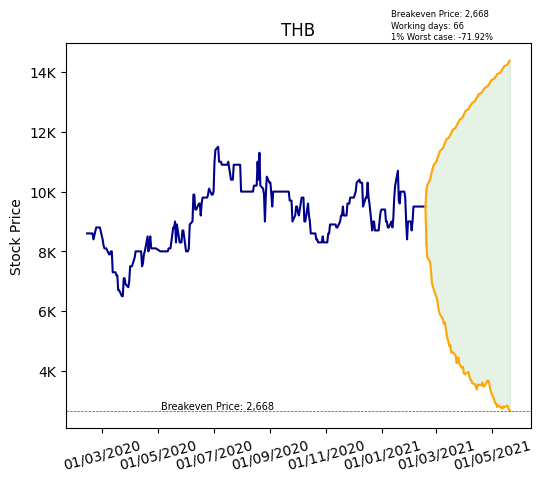 Breakeven Price: 2,668
Working days: 66
1% Worst case: -71.92%
THB
14K
12K
10K
8K
6K
4K
Stock Price
Breakeven Price: 2,668
01/03/2020
01/05/2020
01/07/2020
01/09/2020
01/11/2020
01/01/2021
01/03/2021
01/05/2021